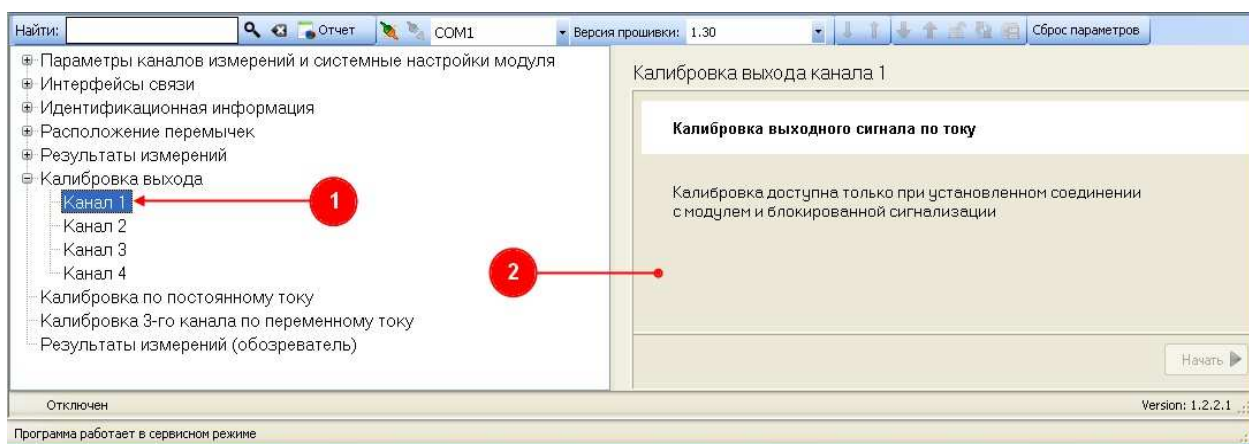 Найти: Отчет COM1 Версия прошивки: 1.30 Сброс параметров
Параметры каналов измерений и системные настройки модуля
Интерфейсы связи
Идентификационная информация
Расположение перемычек
Результаты измерений
Калибровка выхода
Канал 1
1
Канал 2
Канал 3
Канал 4
Калибровка по постоянному току
Калибровка 3-го канала по переменному току
Результаты измерений (обозреватель)
Калибровка выхода канала 1
Калибровка выходного сигнала по току
Калибровка доступна только при установленном соединении
с модулем и блокированной сигнализации
2
Начать
Отключен
Version: 1.2.2.1
Программа работает в сервисном режиме